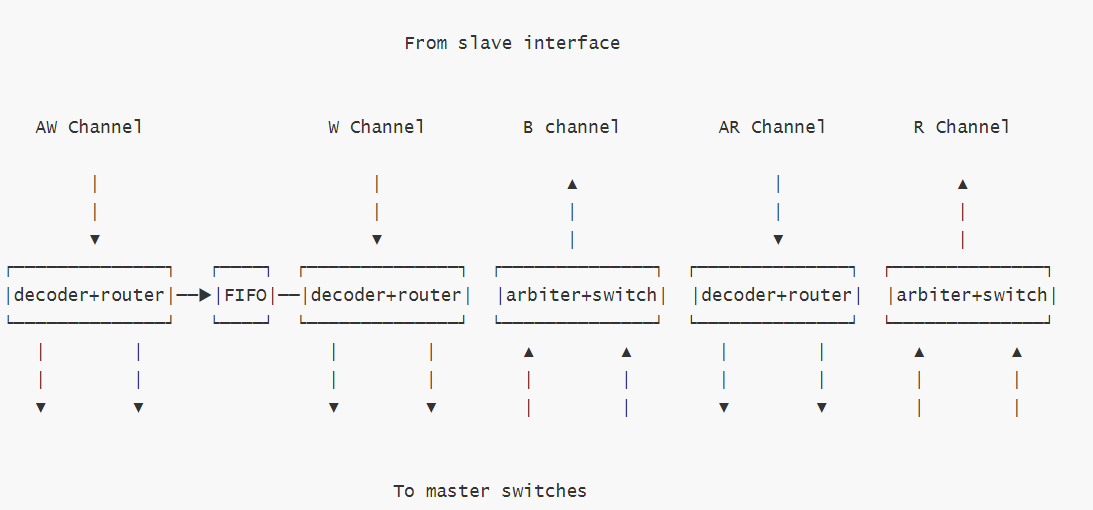 From slave interface
AW Channel W Channel B channel AR Channel R Channel
decoder+router FIFO decoder+router arbiter+switch decoder+router arbiter+switch
To master switches